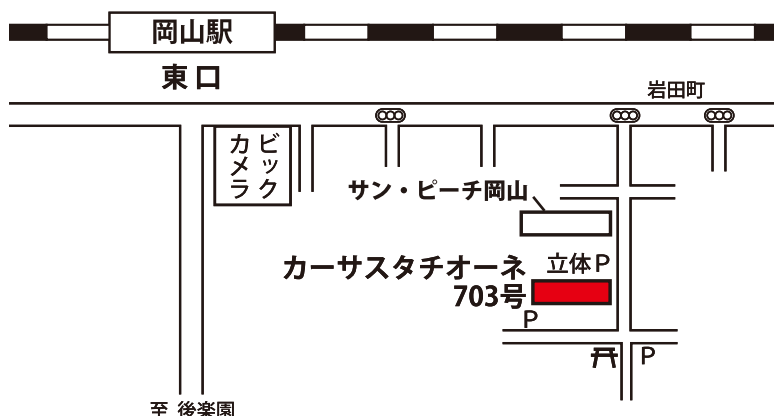 岡山駅
東口
岩田町
ビック
カメラ
サン・ピーチ岡山
カーサスタチオーネ
703号
立体P
P
P
至 後楽園